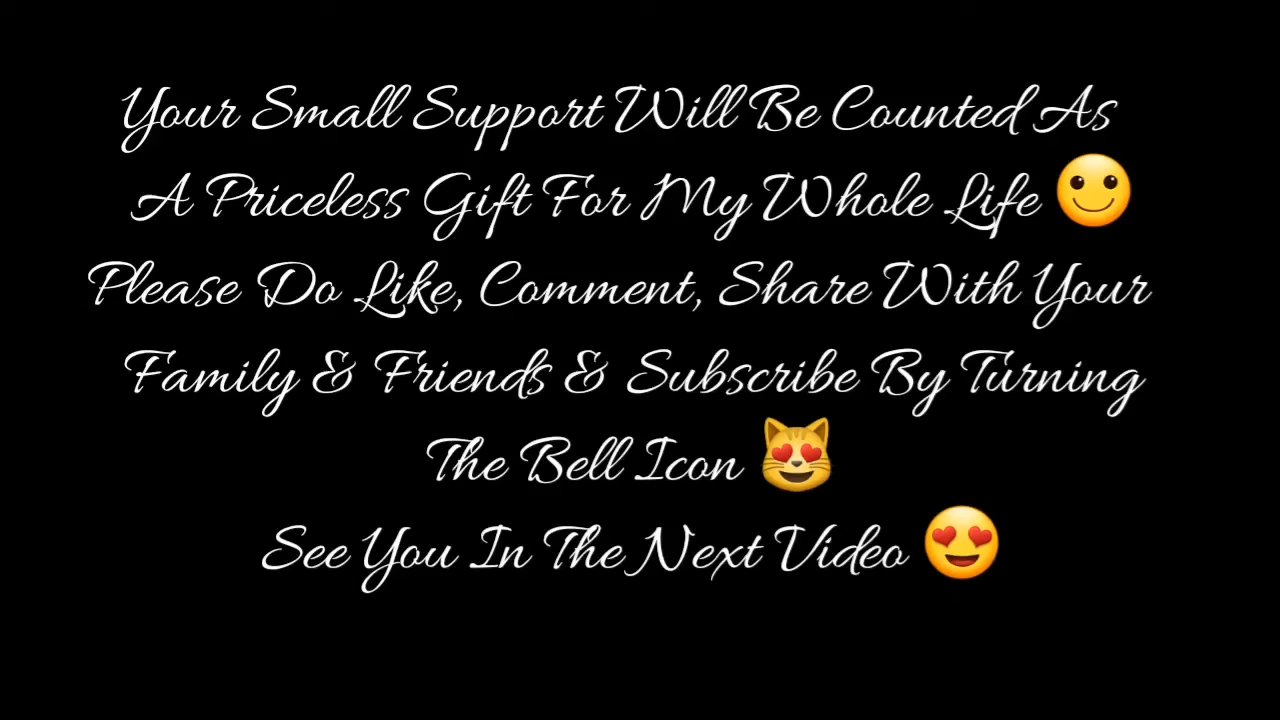 Your Small Support Will Be Counted As
A Priceless Gift For My Whole Life 🙂
Please Do Like, Comment, Share With Your
Family & Friends & Subscribe By Turning
The Bell Icon 😻
See You In The Next Video 😍